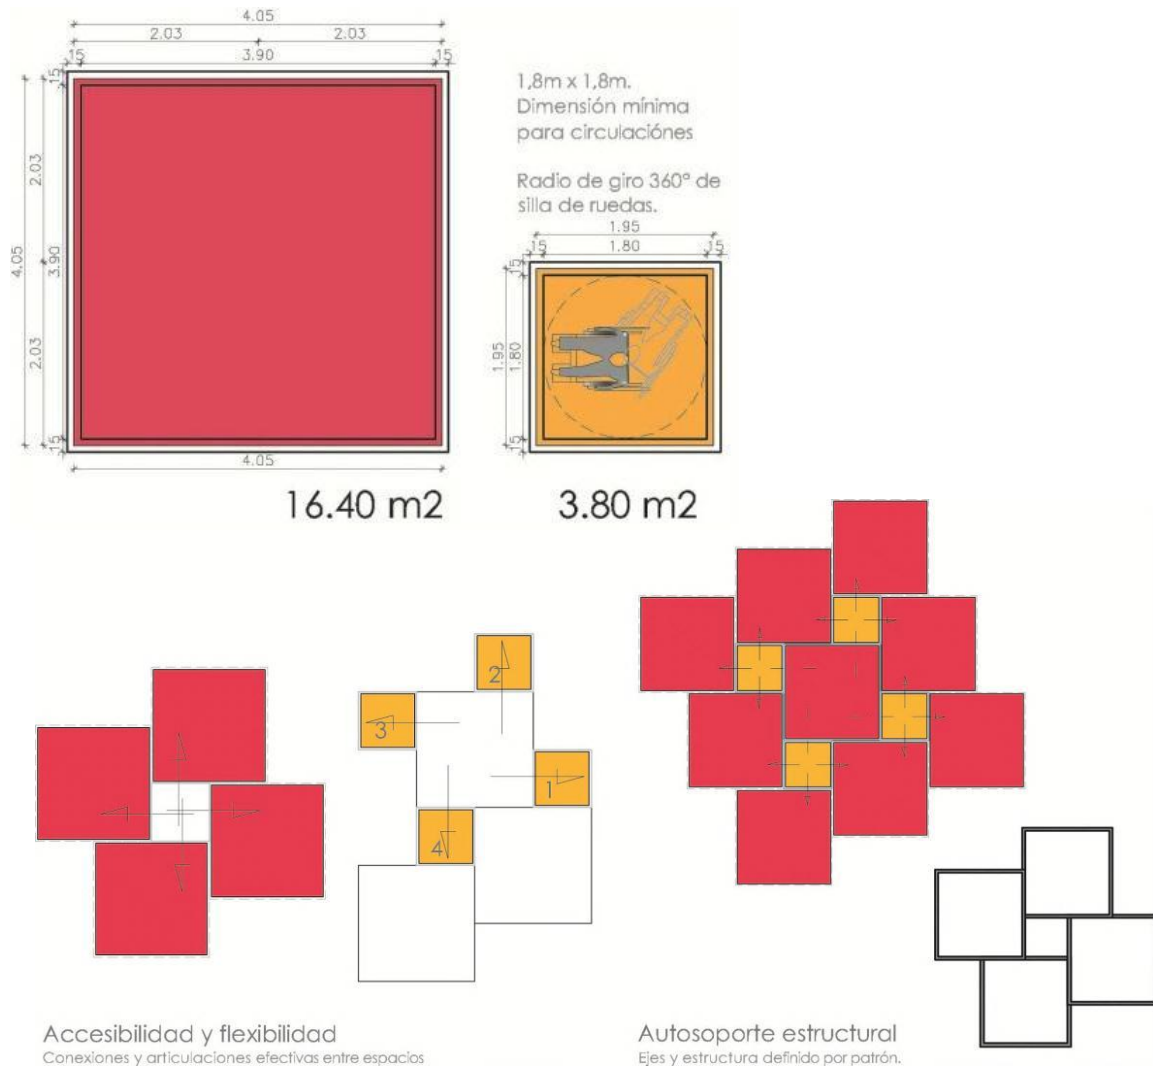 4.05
2.03 2.03
15 3.90 15
15
2.03
4.05 3.90
2.03
15
4.05
16.40 m2
1,8m x 1,8m.
Dimensión mínima
para circulaciónes
Radio de giro 360° de
silla de ruedas.
1.95
15 1.80 15
15
1.95 1.80
15
3.80 m2
2
3
1
4
Accesibilidad y flexibilidad
Conexiones y articulaciones efectivas entre espacios
Autosoporte estructural
Ejes y estructura definido por patrón.